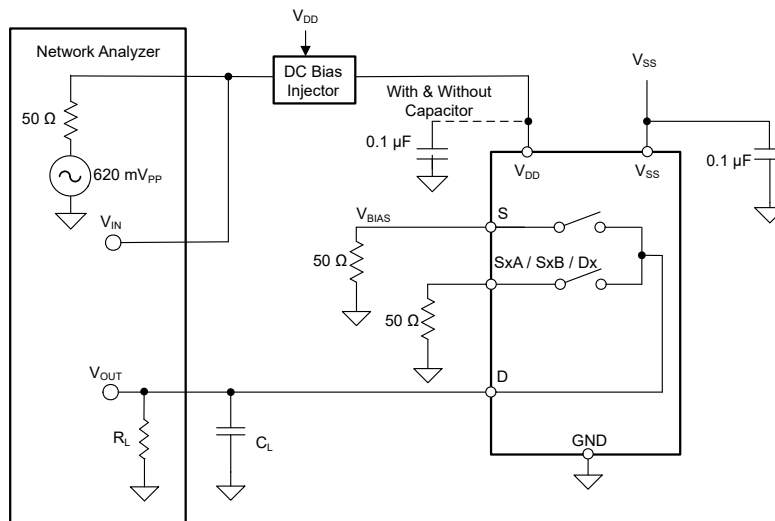 V_DD
Network Analyzer
DC Bias
Injector
V_SS
With & Without
Capacitor
50 Ω
0.1 µF
0.1 µF
620 mV_PP
V_DD
V_SS
V_IN
V_BIAS
S
50 Ω
SxA / SxB / Dx
50 Ω
V_OUT
D
R_L
C_L
GND